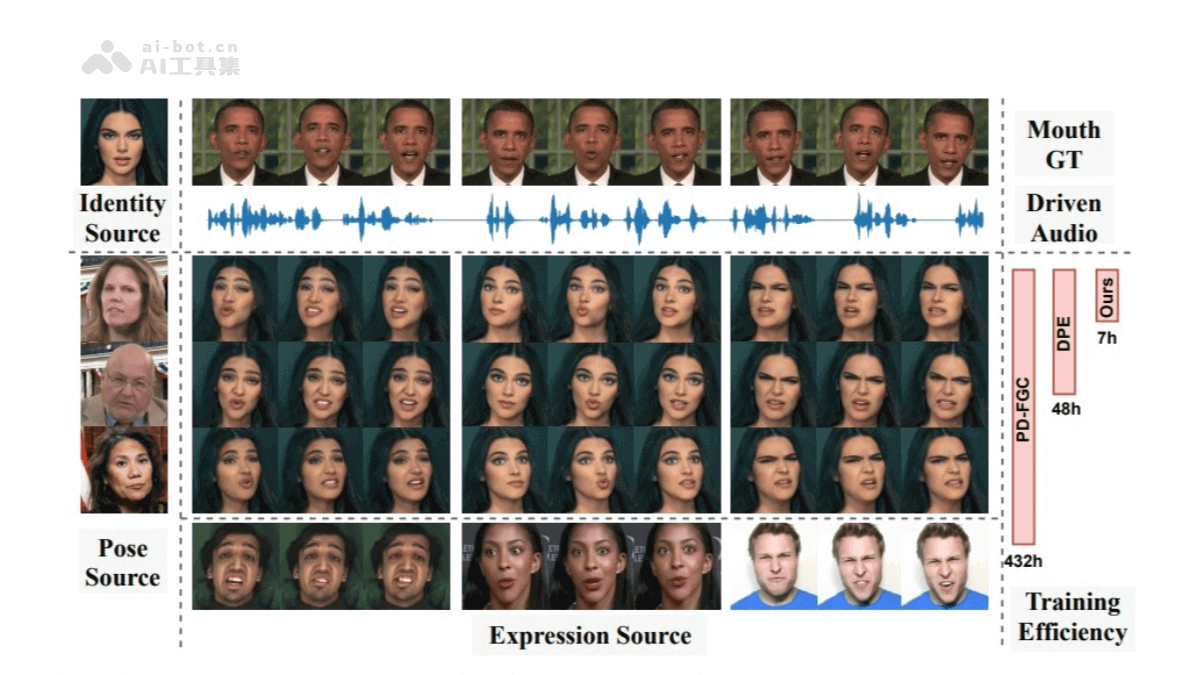 ai-bot.cn
AI工具集
Mouth
GT
Identity
Source
Driven
Audio
Ours
7h
DPE
48h
PD-FGC
432h
Pose
Source
Expression Source
Training
Efficiency